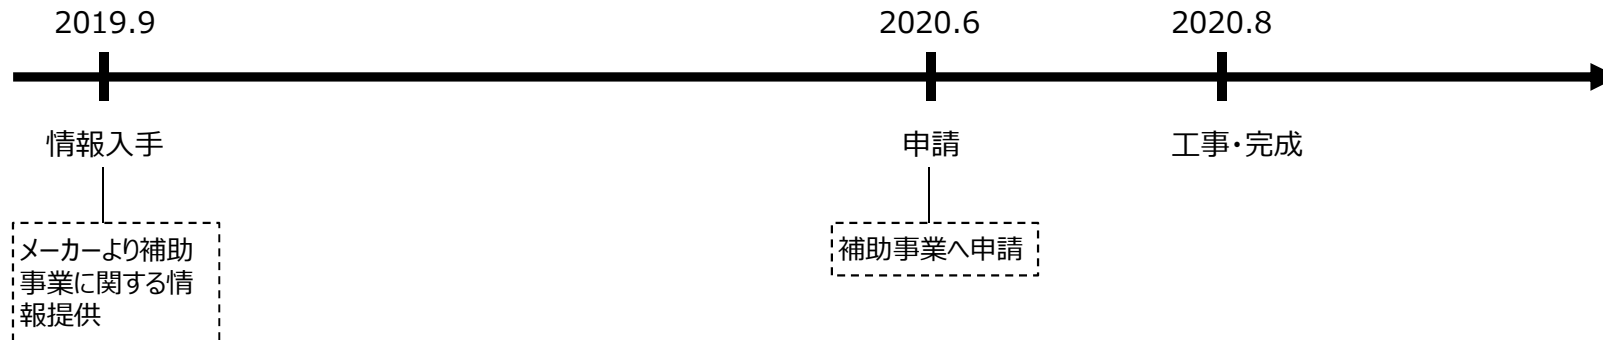 2019.9
2020.6
2020.8
情報入手
申請
工事・完成
メーカーより補助
事業に関する情
報提供
補助事業へ申請